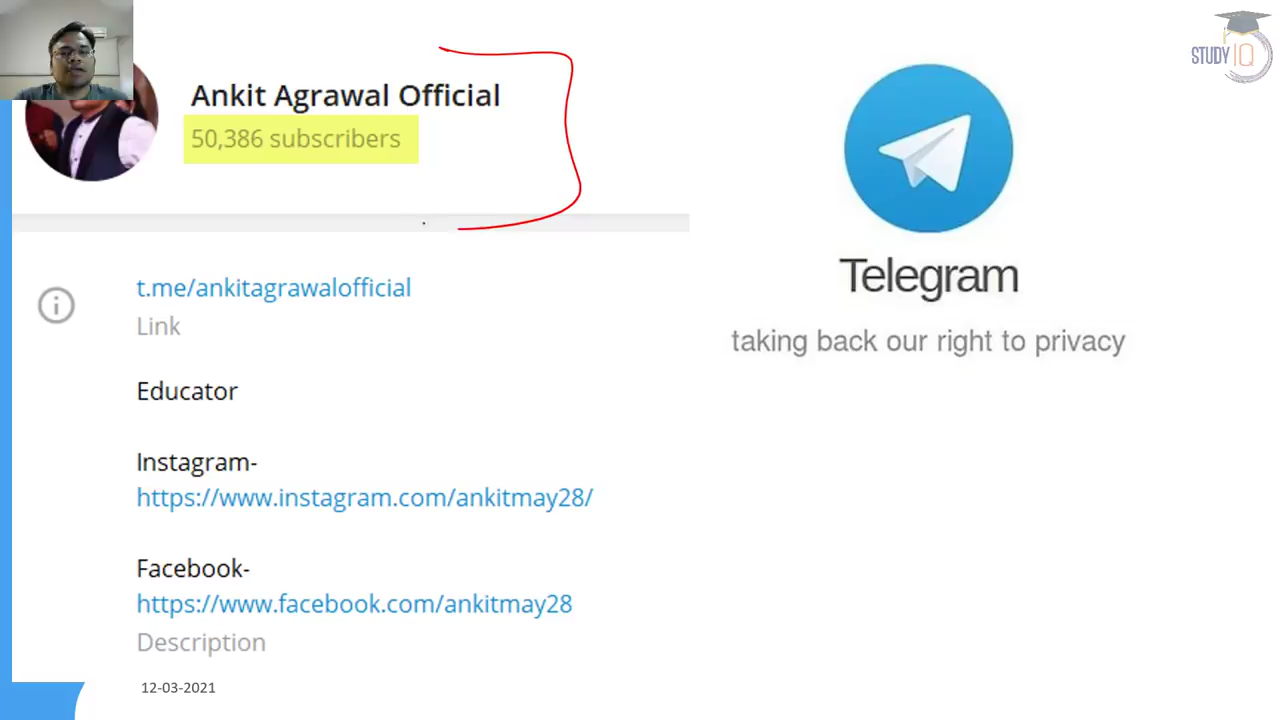 Ankit Agrawal Official
50,386 subscribers
t.me/ankitagrawalofficial
Link
Educator
Instagram-
https://www.instagram.com/ankitmay28/
Facebook-
https://www.facebook.com/ankitmay28
Description
12-03-2021
STUDY IQ
Telegram
taking back our right to privacy